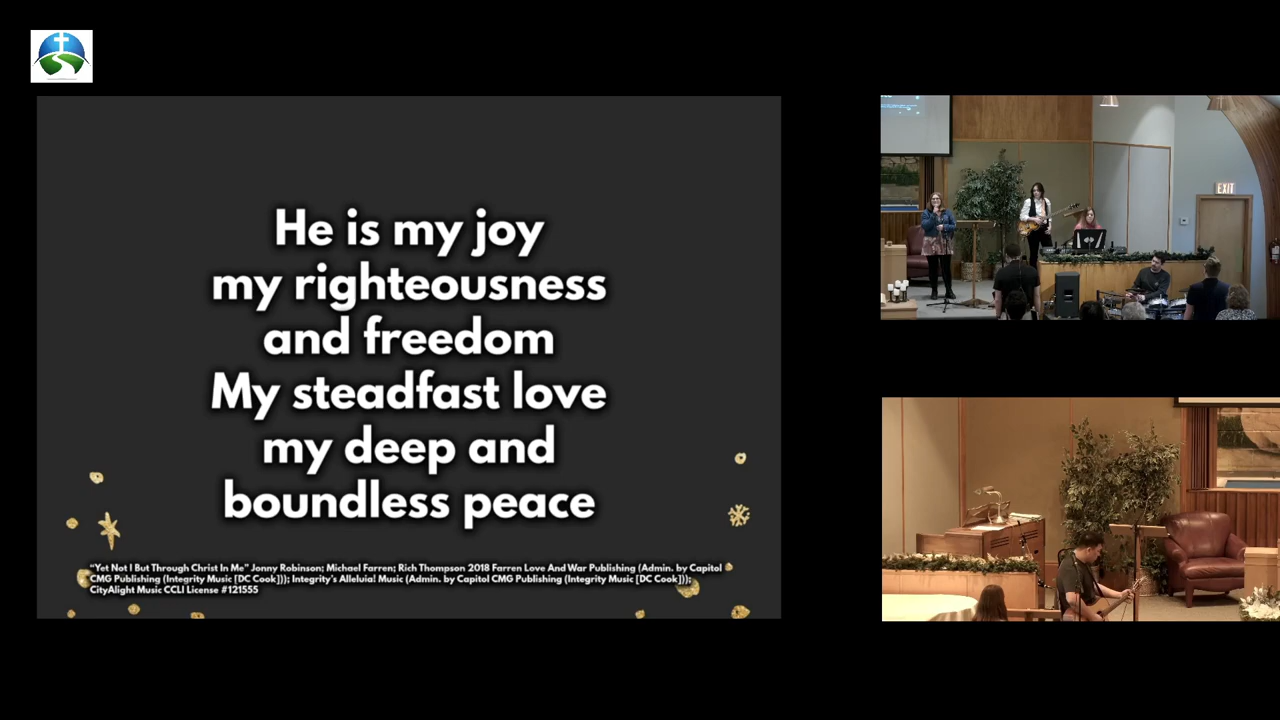 He is my joy
my righteousness
and freedom
My steadfast love
my deep and
boundless peace
"Yet Not I But Through Christ In Me" Jonny Robinson; Michael Farren; Rich Thompson 2018 Farren Love And War Publishing (Admin. by Capitol
CMG Publishing (Integrity Music [DC Cook])); Integrity's Alleluia! Music (Admin. by Capitol CMG Publishing (Integrity Music [DC Cook]));
CityAlight Music CCLI License #121555
EXIT